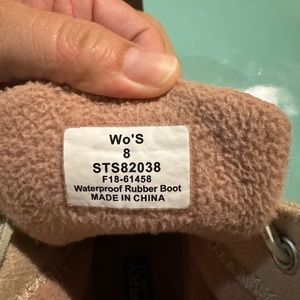 Wo'S
8
STS82038
F18-61458
Waterproof Rubber Boot
MADE IN CHINA